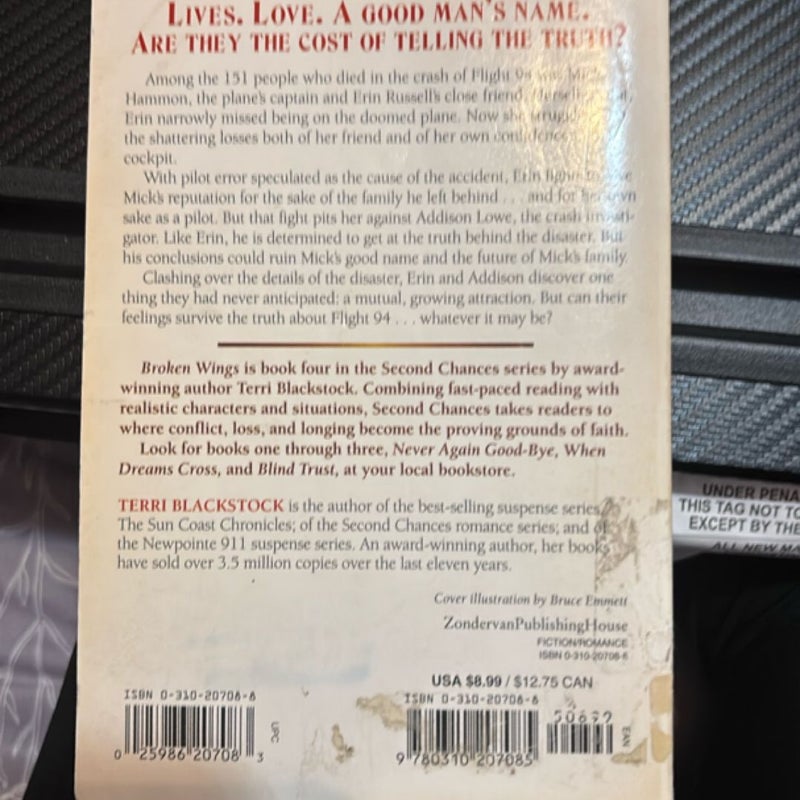 LIVES. LOVE. A GOOD MAN'S NAME.
ARE THEY THE COST OF TELLING THE TRUTH?
Among the 151 people who died in the crash of Flight 94 was Mick
Hammon, the plane's captain and Erin Russell's close friend.
Erin narrowly missed being on the doomed plane. Now she
the shattering losses both of her friend and of her own confidence
cockpit.
With pilot error speculated as the cause of the accident, Erin fights to
Mick's reputation for the sake of the family he left behind . . . and for her own
sake as a pilot. But that fight pits her against Addison Lowe, the crash investi-
gator. Like Erin, he is determined to get at the truth behind the disaster. But
his conclusions could ruin Mick's good name and the future of Mick's family.
Clashing over the details of the disaster, Erin and Addison discover one
thing they had never anticipated: a mutual, growing attraction. But can their
feelings survive the truth about Flight 94 . . . whatever it may be?
Broken Wings is book four in the Second Chances series by award-
winning author Terri Blackstock. Combining fast-paced reading with
realistic characters and situations, Second Chances takes readers to
where conflict, loss, and longing become the proving grounds of faith.
Look for books one through three, Never Again Good-Bye, When
Dreams Cross, and Blind Trust, at your local bookstore.
TERRI BLACKSTOCK is the author of the best-selling suspense series,
The Sun Coast Chronicles; of the Second Chances romance series; and of
the Newpointe 911 suspense series. An award-winning author, her books
have sold over 3.5 million copies over the last eleven years.
Cover illustration by Bruce Emmett
ZondervanPublishingHouse
FICTION/ROMANCE
ISBN 0-310-20708-6
USA $8.99 / $12.75 CAN
ISBN 0-310-20708-6
ISBN 0-310-20708-6
50899
UPC
EAN
0 25986 20708 3
9 780310 207085
UNDER PENA
THIS TAG NOT TO
EXCEPT BY THE
ALL NEW MA